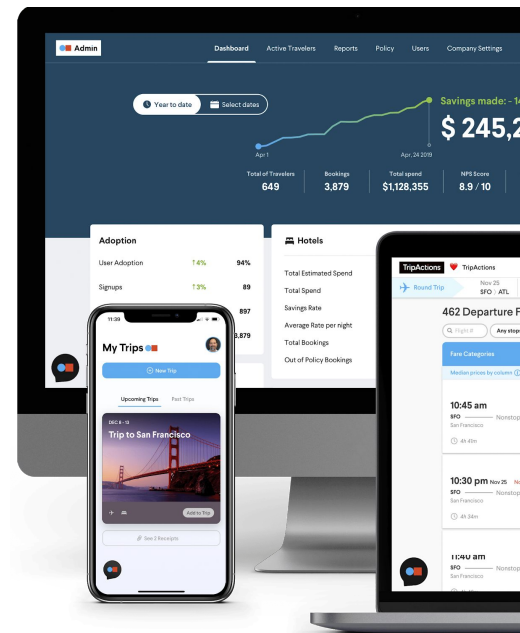 Admin
Dashboard Active Travelers Reports Policy Users Company Settings
Year to date Select dates
Savings made: - 14
$ 245,2
Apr 1 Apr, 24 2019
Total of Travelers Bookings Total spend NPS Score
649 3,879 $1,128,355 8.9 / 10
Adoption
User Adoption ↑4% 94%
Signups ↑3% 89
897
3,879
Hotels
Total Estimated Spend
Total Spend
Savings Rate
Average Rate per night
Total Bookings
Out of Policy Bookings
11:39
My Trips
New Trip
Upcoming Trips Past Trips
DEC 8 - 13
Trip to San Francisco
Add to Trip
See 2 Receipts
TripActions TripActions
Round Trip Nov 25
SFO ATL
462 Departure F
Flight # Any stops
Fare Categories
Median prices by column
10:45 am
SFO Nonstop
San Francisco
4h 41m
10:30 pm Nov 25 No
SFO Nonstop
San Francisco
4h 34m
11:40 am
SFO Nonstop
San Francisco